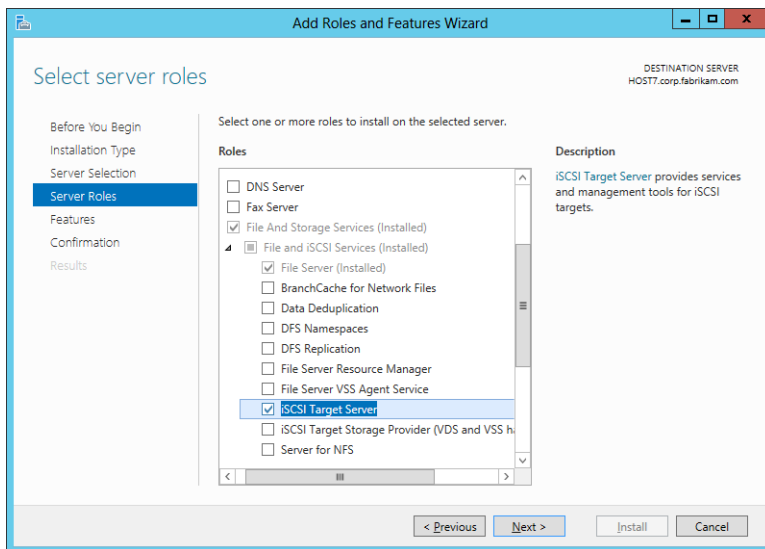 Add Roles and Features Wizard
Select server roles
DESTINATION SERVER
HOST7.corp.fabrikam.com
Before You Begin
Installation Type
Server Selection
Server Roles
Features
Confirmation
Results
Select one or more roles to install on the selected server.
Roles
DNS Server
Fax Server
File And Storage Services (Installed)
File and iSCSI Services (Installed)
File Server (Installed)
BranchCache for Network Files
Data Deduplication
DFS Namespaces
DFS Replication
File Server Resource Manager
File Server VSS Agent Service
iSCSI Target Server
iSCSI Target Storage Provider (VDS and VSS h
Server for NFS
Description
iSCSI Target Server provides services
and management tools for iSCSI
targets.
< Previous
Next >
Install
Cancel